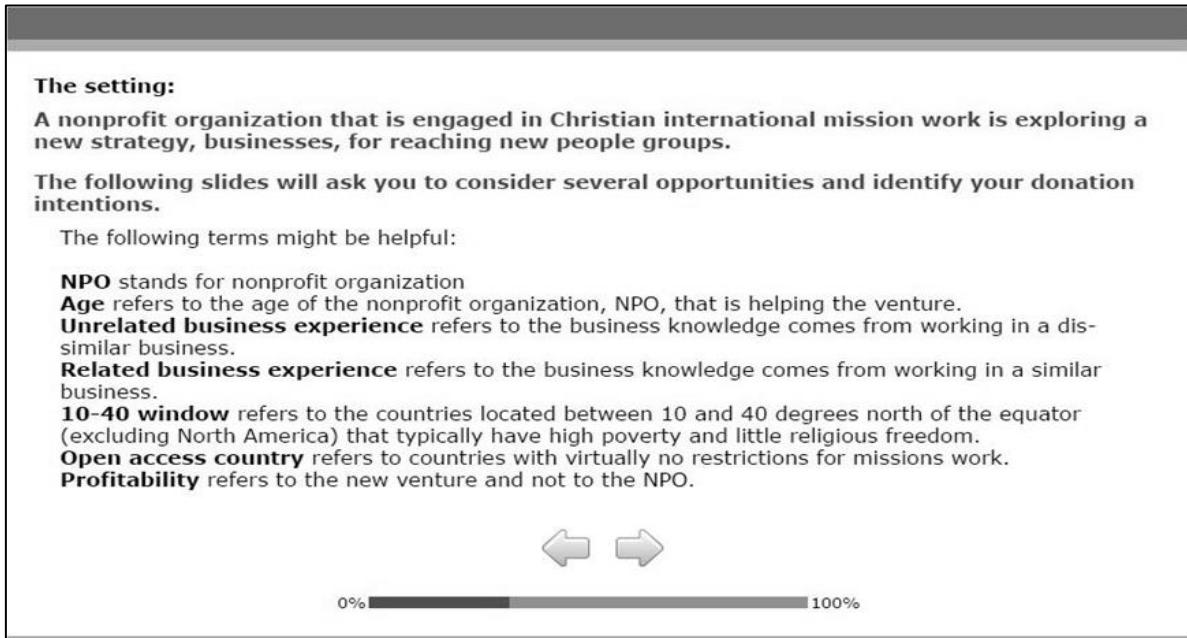 The setting:
A nonprofit organization that is engaged in Christian international mission work is exploring a
new strategy, businesses, for reaching new people groups.
The following slides will ask you to consider several opportunities and identify your donation
intentions.
The following terms might be helpful:
NPO stands for nonprofit organization
Age refers to the age of the nonprofit organization, NPO, that is helping the venture.
Unrelated business experience refers to the business knowledge comes from working in a dis-
similar business.
Related business experience refers to the business knowledge comes from working in a similar
business.
10-40 window refers to the countries located between 10 and 40 degrees north of the equator
(excluding North America) that typically have high poverty and little religious freedom.
Open access country refers to countries with virtually no restrictions for missions work.
Profitability refers to the new venture and not to the NPO.
0% 100%